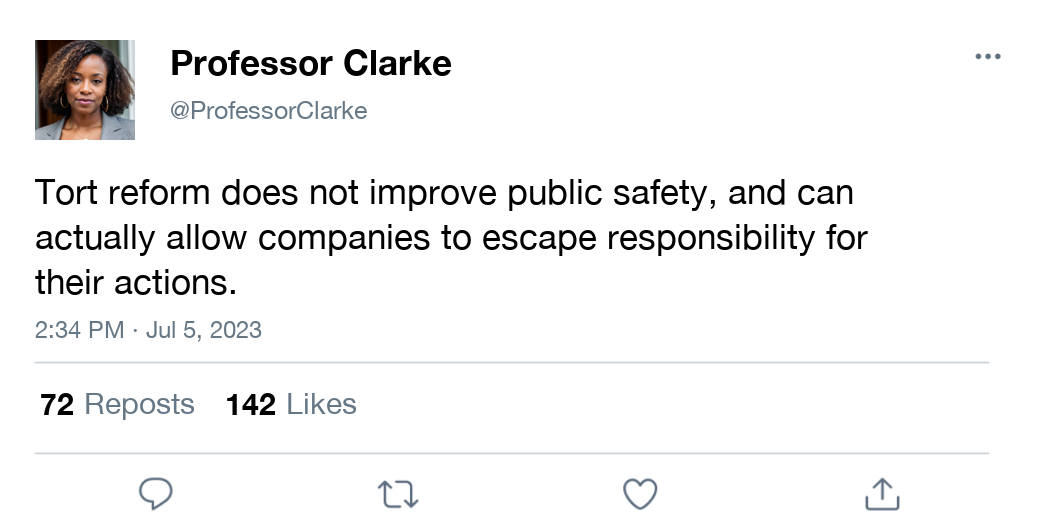 Professor Clarke
@ProfessorClarke
Tort reform does not improve public safety, and can
actually allow companies to escape responsibility for
their actions.
2:34 PM · Jul 5, 2023
72 Reposts 142 Likes